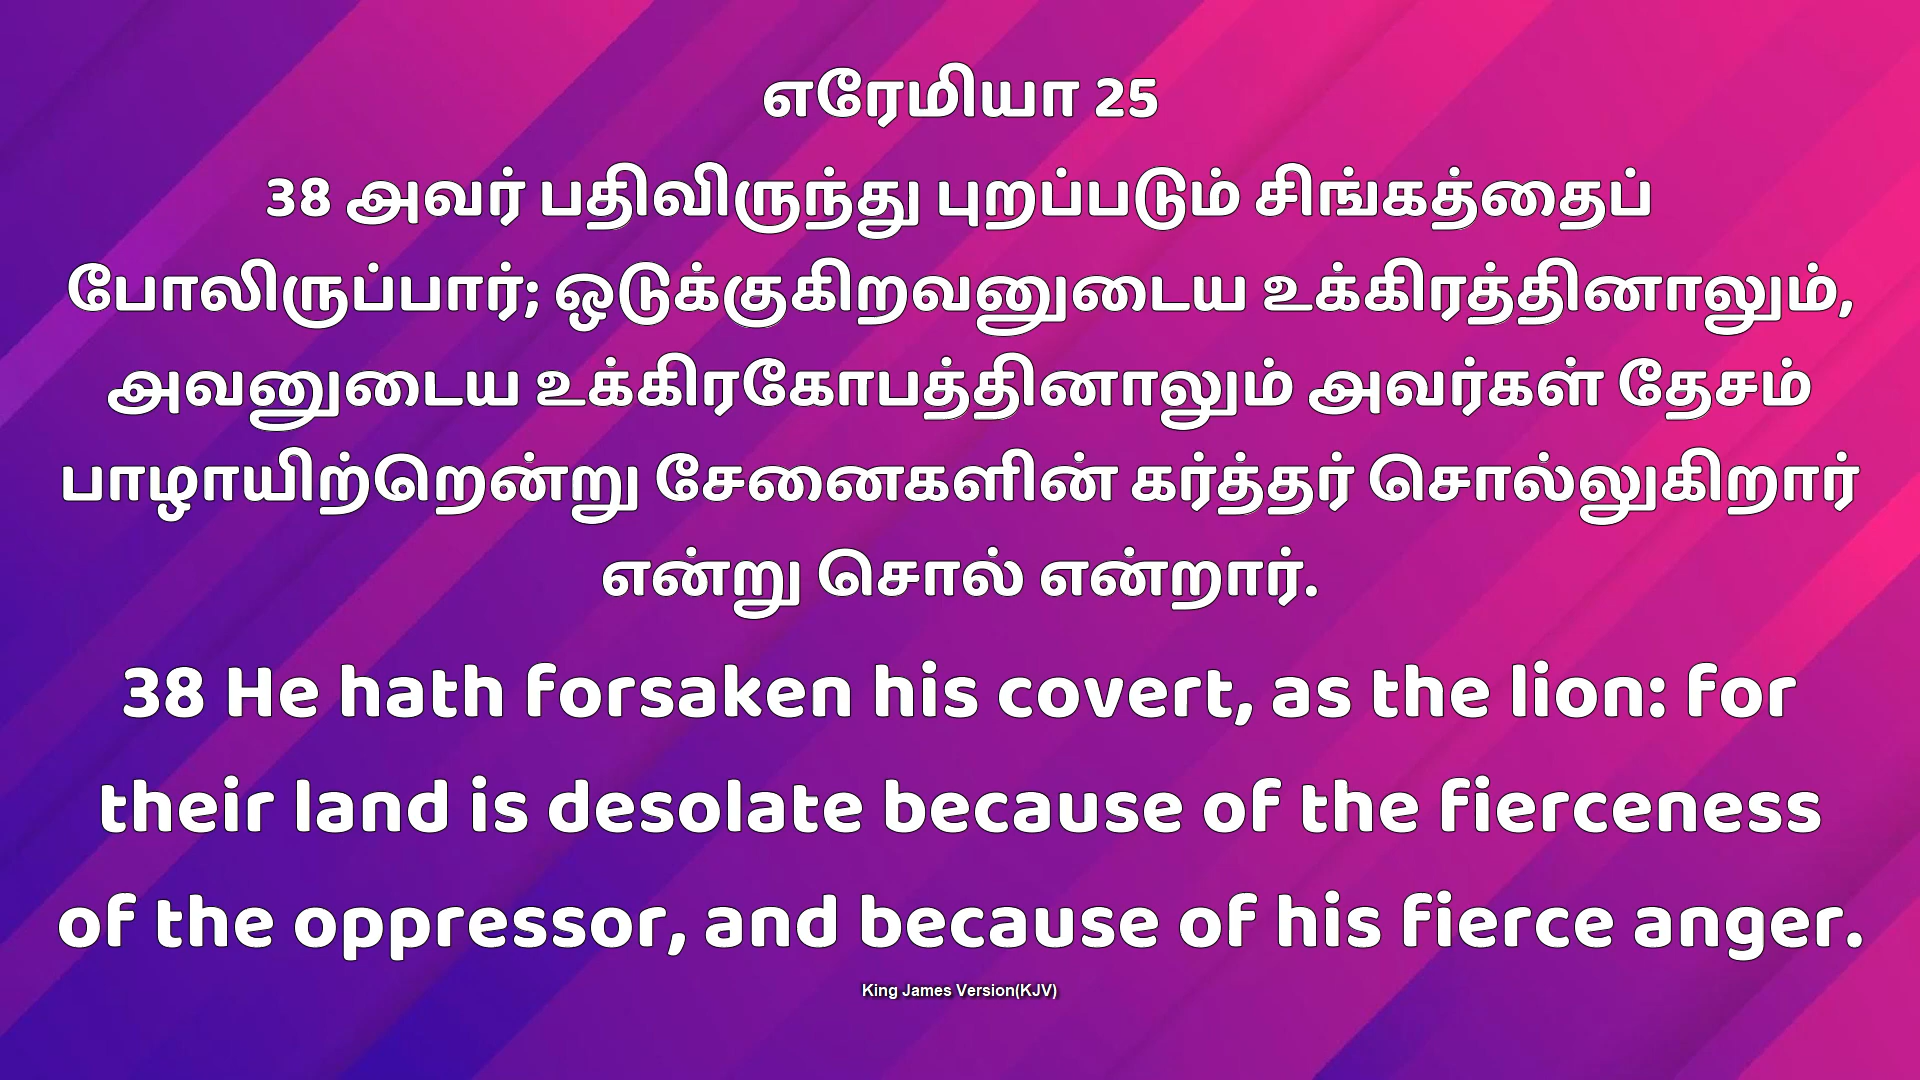 எரேமியா 25
38 அவர் பதிவிருந்து புறப்படும் சிங்கத்தைப்
போலிருப்பார்; ஒடுக்குகிறவனுடைய உக்கிரத்தினாலும்,
அவனுடைய உக்கிரகோபத்தினாலும் அவர்கள் தேசம்
பாழாயிற்றென்று சேனைகளின் கர்த்தர் சொல்லுகிறார்
என்று சொல் என்றார்.
38 He hath forsaken his covert, as the lion: for
their land is desolate because of the fierceness
of the oppressor, and because of his fierce anger.
King James Version(KJV)